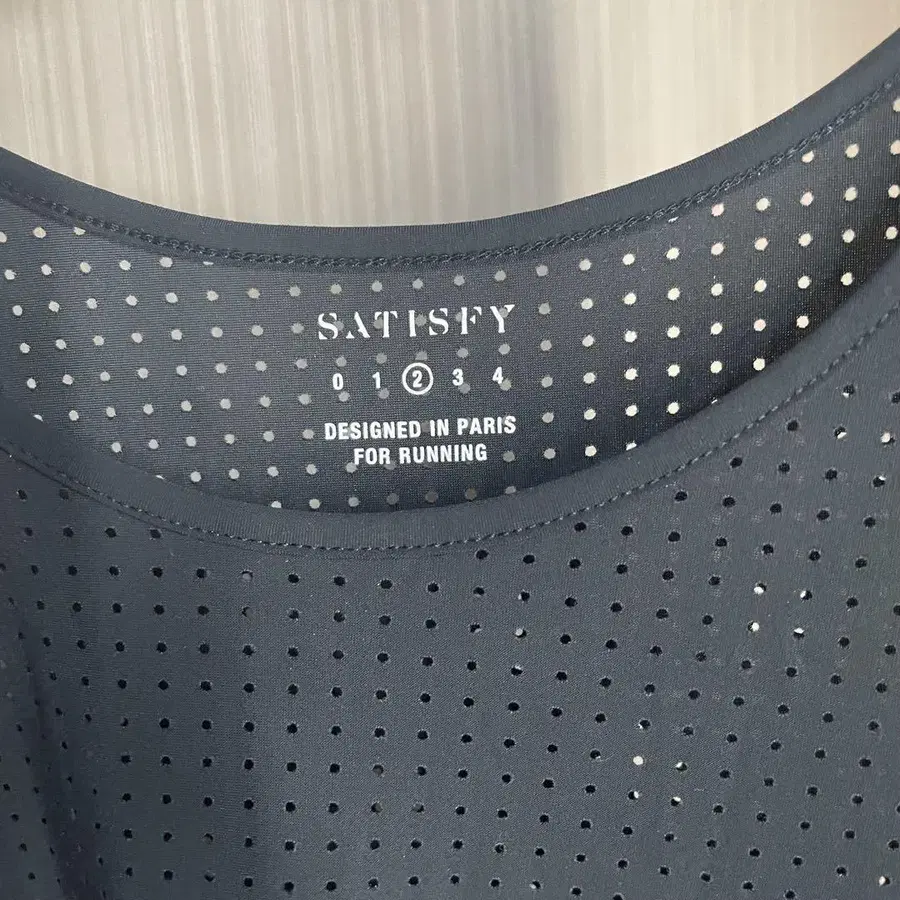 SATISFY
0 1 2 3 4
DESIGNED IN PARIS
FOR RUNNING